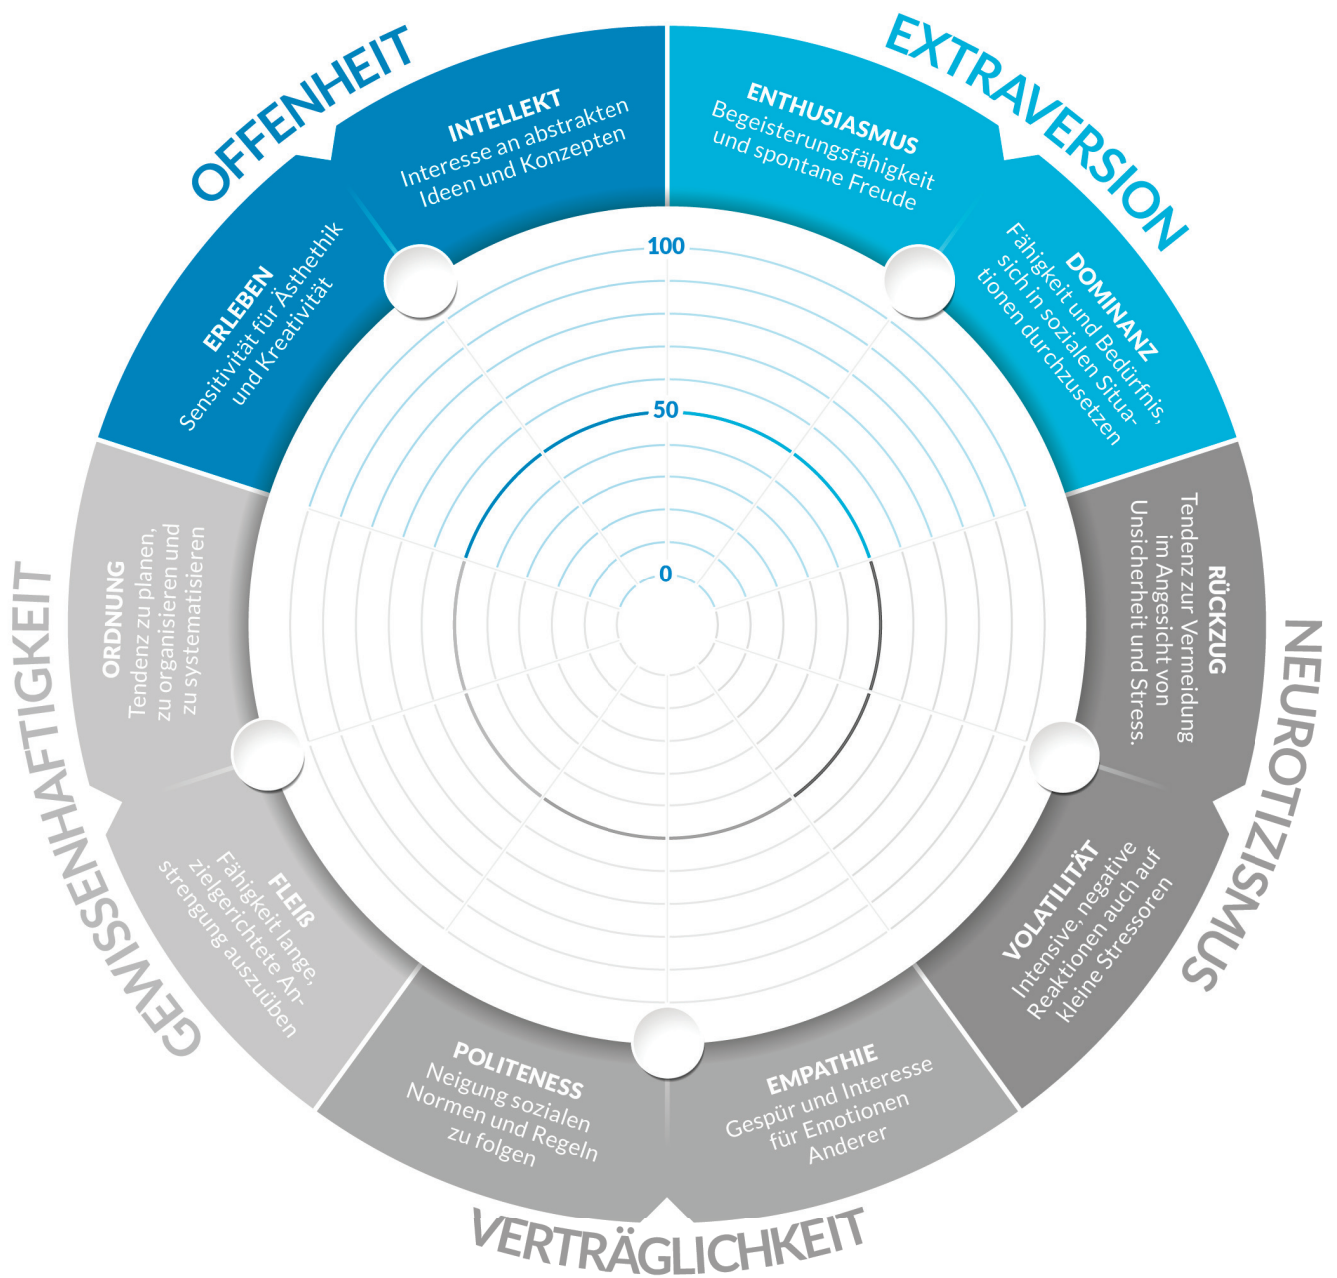 OFFENHEIT
INTELLEKT
Interesse an abstrakten
Ideen und Konzepten
ERLEBEN
Sensitivität für Ästhethik
und Kreativität
EXTRAVERSION
ENTHUSIASMUS
Begeisterungsfähigkeit
und spontane Freude
DOMINANZ
Fähigkeit und Bedürfnis,
sich in sozialen Situa-
tionen durchzusetzen
NEUROTIZISMUS
RÜCKZUG
Tendenz zur Vermeidung
im Angesicht von
Unsicherheit und Stress.
VOLATILITÄT
Intensive, negative
Reaktionen auch auf
kleine Stressoren
VERTRÄGLICHKEIT
EMPATHIE
Gespür und Interesse
für Emotionen
Anderer
POLITENESS
Neigung sozialen
Normen und Regeln
zu folgen
GEWISSENHAFTIGKEIT
FLEIß
Fähigkeit lange,
zielgerichtete An-
strengung auszuüben
ORDNUNG
Tendenz zu planen,
zu organisieren und
zu systematisieren
100
50
0